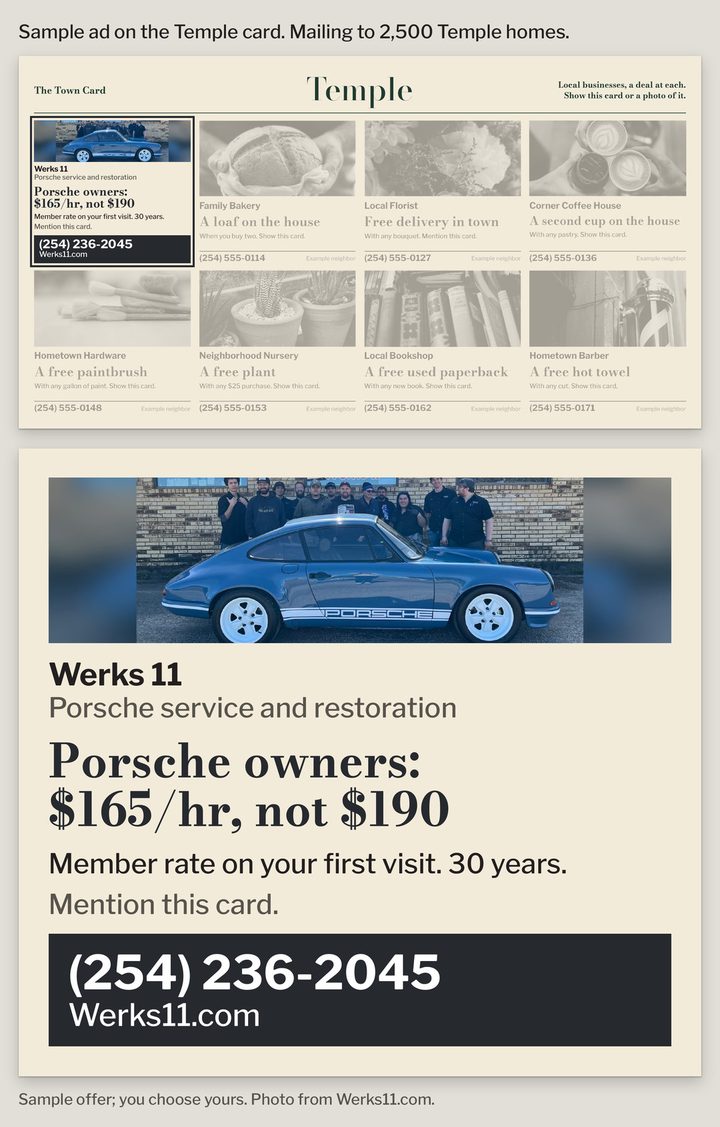 Sample ad on the Temple card. Mailing to 2,500 Temple homes.
The Town Card
Temple
Local businesses, a deal at each.
Show this card or a photo of it.
Werks 11
Porsche service and restoration
Porsche owners:
$165/hr, not $190
Member rate on your first visit. 30 years.
Mention this card.
(254) 236-2045
Werks11.com
Family Bakery
A loaf on the house
When you buy two. Show this card.
(254) 555-0114
Example neighbor
Local Florist
Free delivery in town
With any bouquet. Mention this card.
(254) 555-0127
Example neighbor
Corner Coffee House
A second cup on the house
With any pastry. Show this card.
(254) 555-0136
Example neighbor
Hometown Hardware
A free paintbrush
With any gallon of paint. Show this card.
(254) 555-0148
Example neighbor
Neighborhood Nursery
A free plant
With any $25 purchase. Show this card.
(254) 555-0153
Example neighbor
Local Bookshop
A free used paperback
With any new book. Show this card.
(254) 555-0162
Example neighbor
Hometown Barber
A free hot towel
With any cut. Show this card.
(254) 555-0171
Example neighbor
PORSCHE
Werks 11
Porsche service and restoration
Porsche owners:
$165/hr, not $190
Member rate on your first visit. 30 years.
Mention this card.
(254) 236-2045
Werks11.com
Sample offer; you choose yours. Photo from Werks11.com.